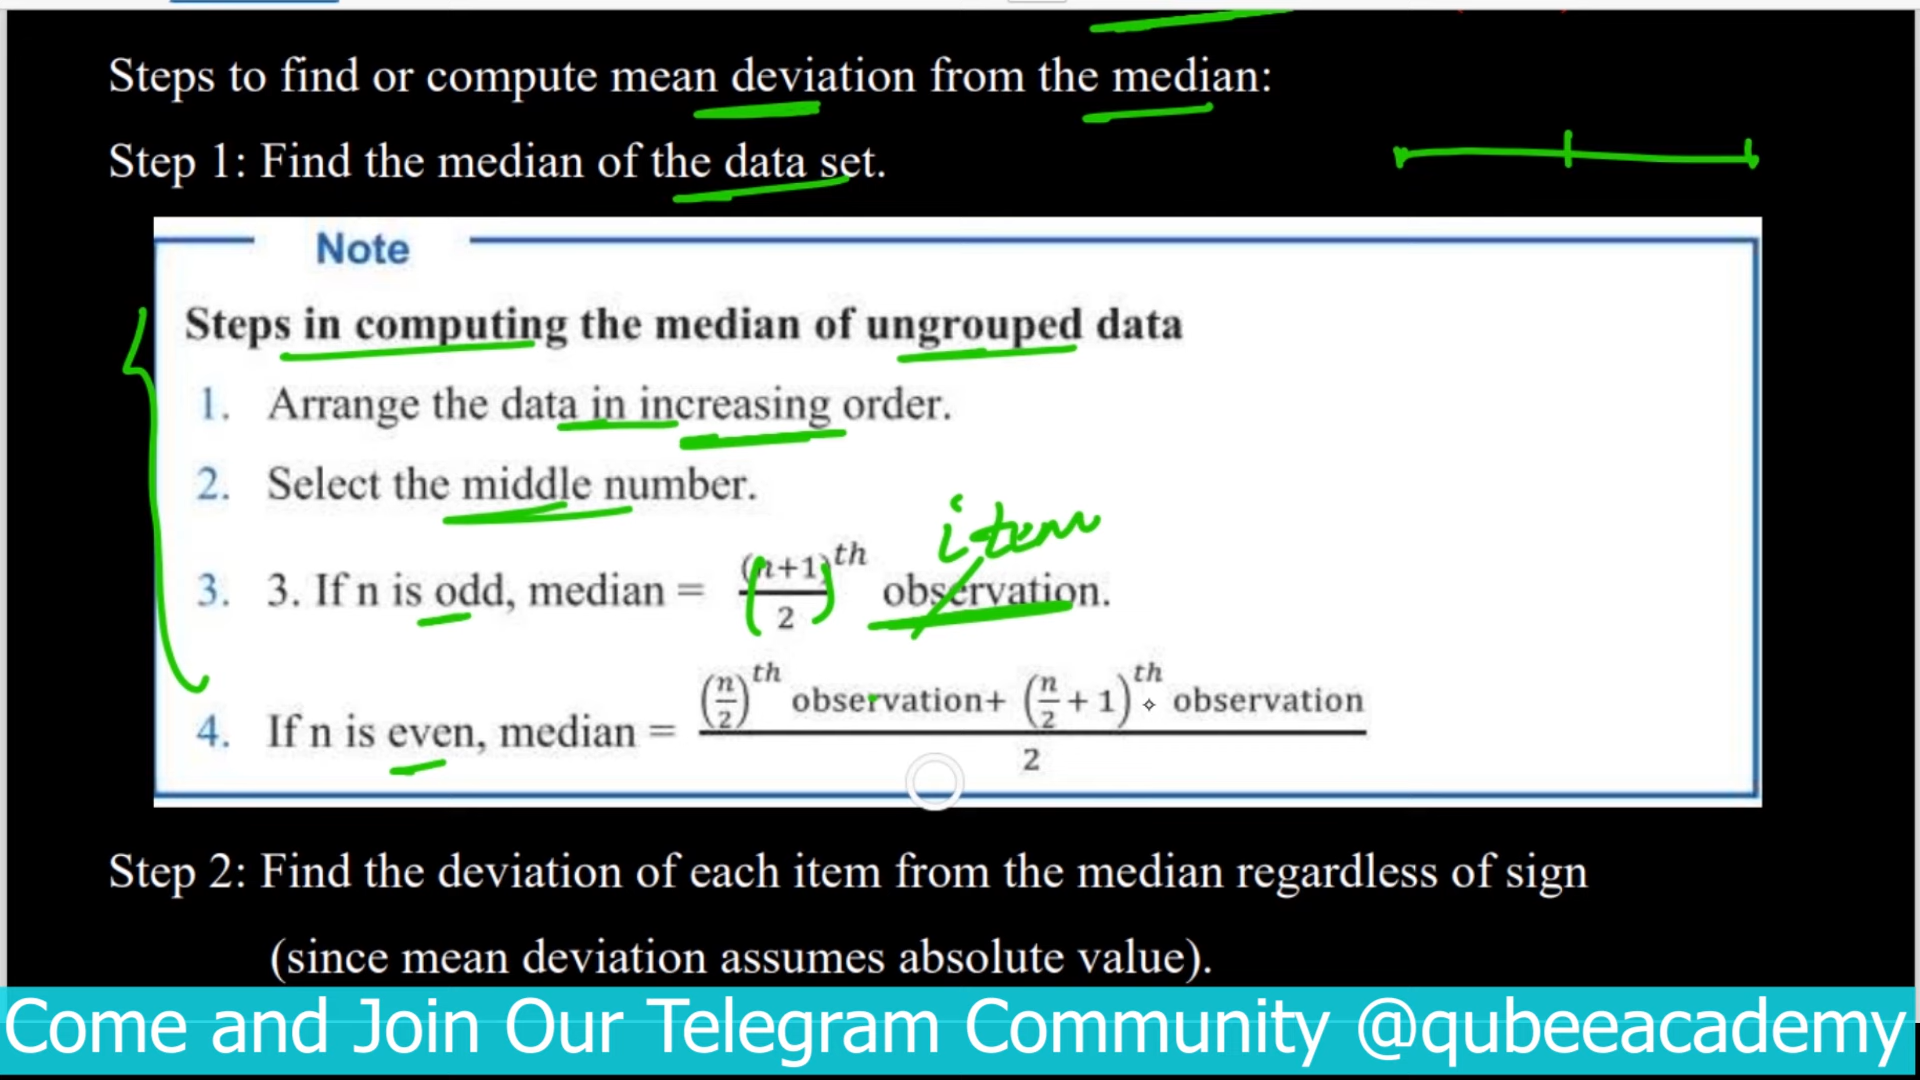 Steps to find or compute mean deviation from the median:
Step 1: Find the median of the data set.
Note
Steps in computing the median of ungrouped data
1. Arrange the data in increasing order.
2. Select the middle number.
item
3. 3. If n is odd, median = (n+1)/2 th observation.
4. If n is even, median = ((n/2)th observation+ (n/2 + 1)th observation)/2
Step 2: Find the deviation of each item from the median regardless of sign
(since mean deviation assumes absolute value).
Come and Join Our Telegram Community @qubeeacademy